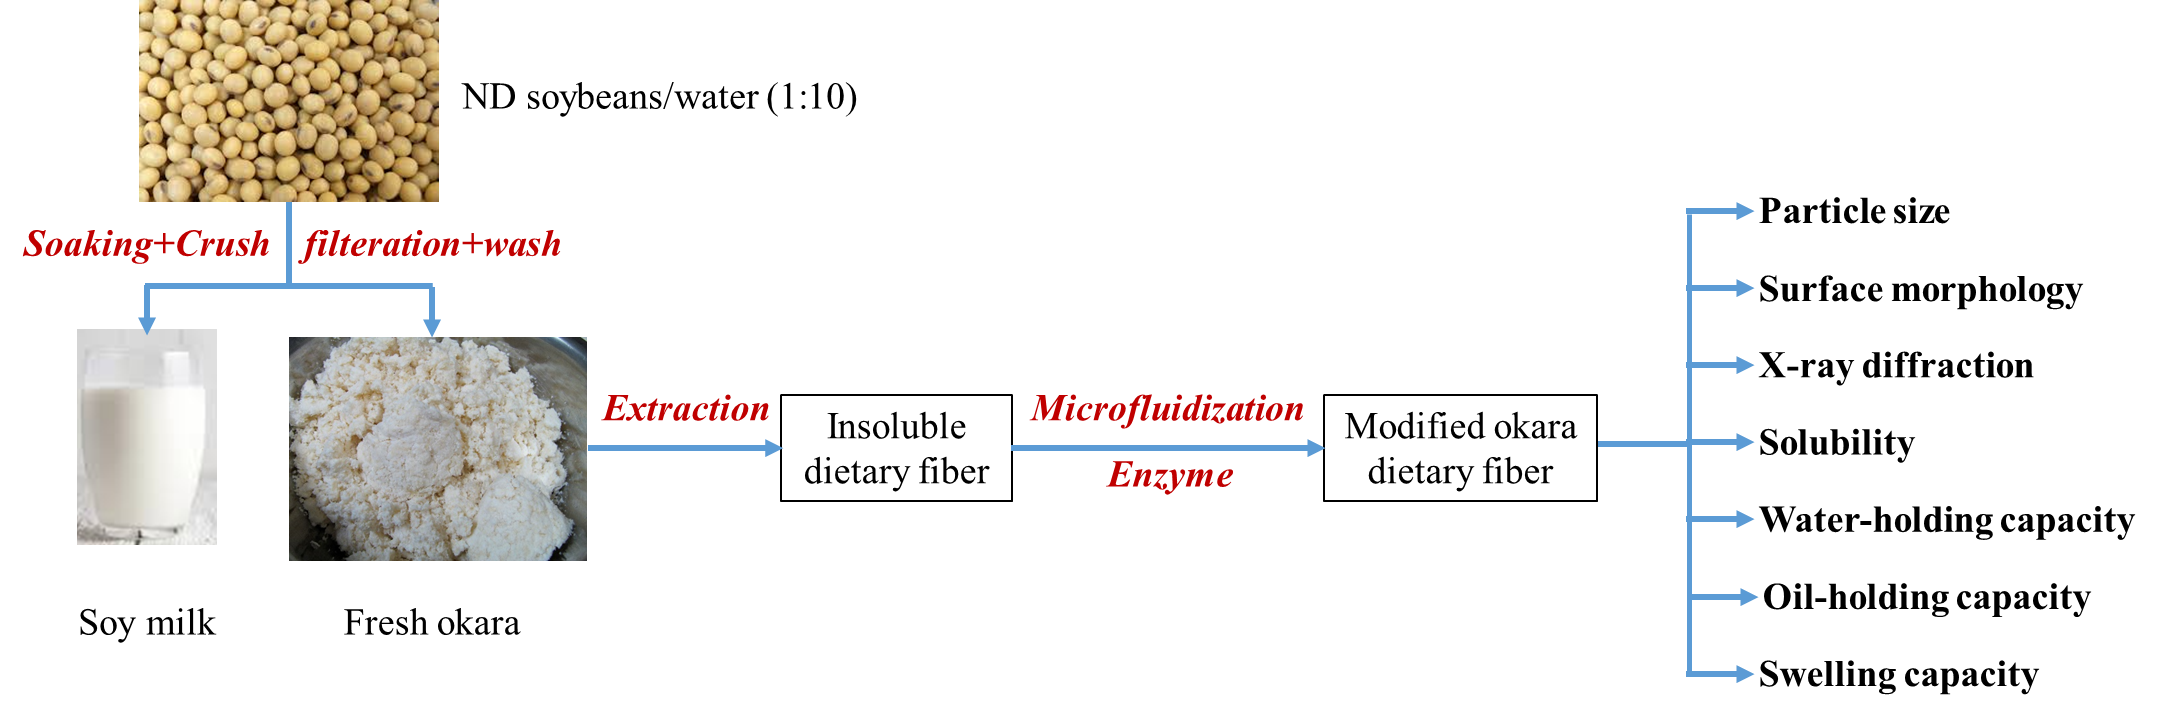 ND soybeans/water (1:10)
Soaking+Crush
filteration+wash
Soy milk
Fresh okara
Extraction
Insoluble
dietary fiber
Microfluidization
Enzyme
Modified okara
dietary fiber
Particle size
Surface morphology
X-ray diffraction
Solubility
Water-holding capacity
Oil-holding capacity
Swelling capacity